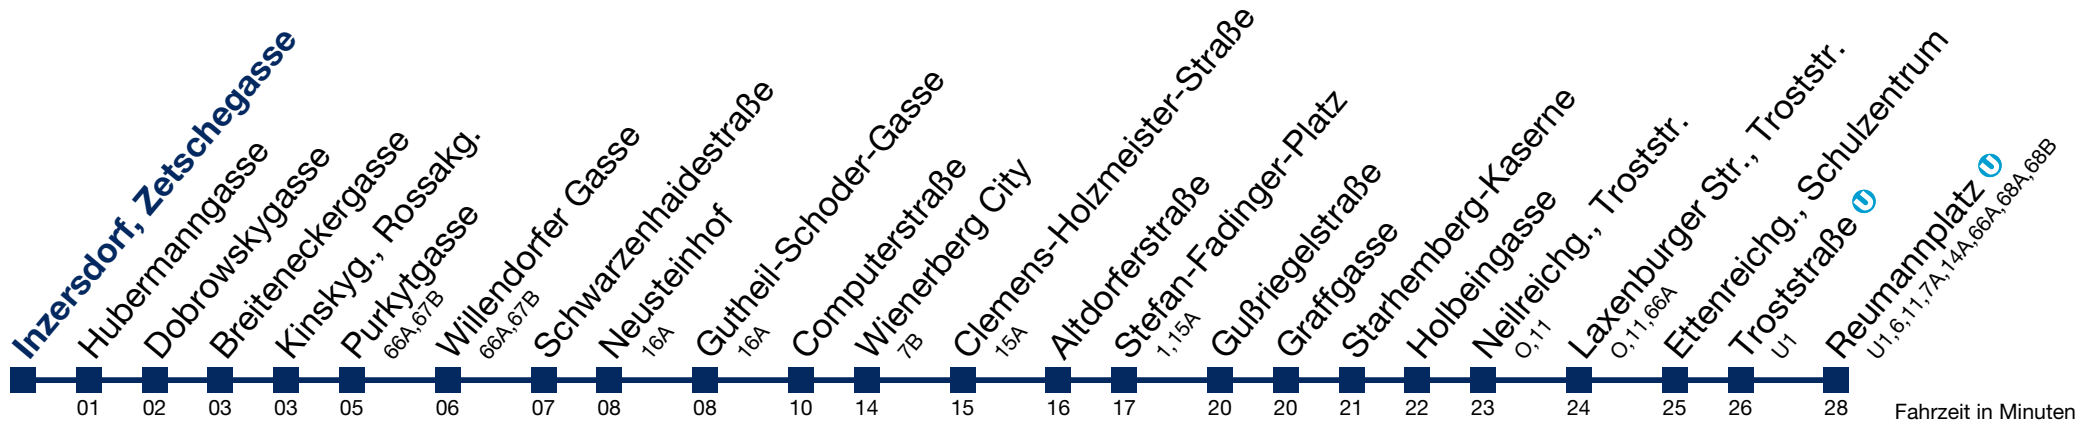 Inzersdorf, Zetschegasse
Hubermanngasse
Dobrowskygasse
Breiteneckergasse
Kinskyg., Rossakg.
Purkytgasse
66A,67B
Willendorfer Gasse
66A,67B
Schwarzenhaidestraße
Neusteinhof
16A
Gutheil-Schoder-Gasse
16A
Computerstraße
Wienerberg City
7B
Clemens-Holzmeister-Straße
15A
Altdorferstraße
Stefan-Fadinger-Platz
1,15A
Gußriegelstraße
Graffgasse
Starhemberg-Kaserne
Holbeingasse
Neilreichg., Troststr.
O,11
Laxenburger Str., Troststr.
O,11,66A
Ettenreichg., Schulzentrum
Troststraße U
U1
Reumannplatz U
U1,6,11,7A,14A,66A,68A,68B
01 02 03 03 05 06 07 08 08 10 14 15 16 17 20 20 21 22 23 24 25 26 28 Fahrzeit in Minuten